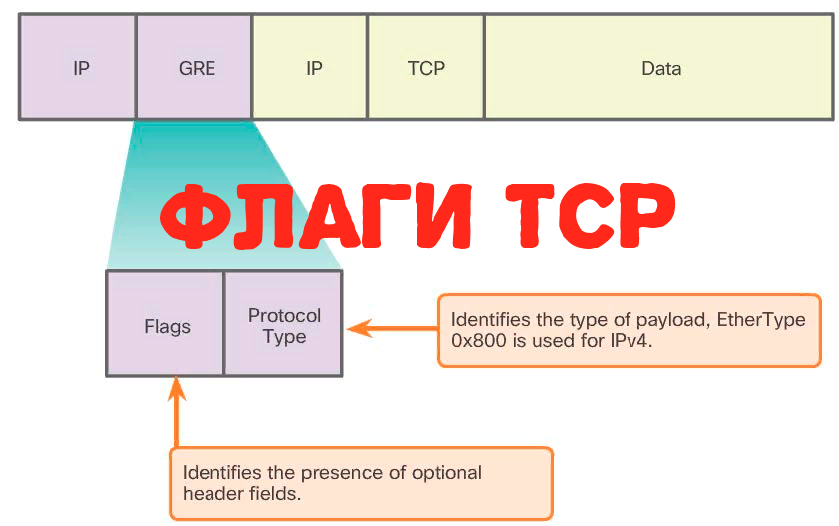 IP GRE IP TCP Data
ФЛАГИ TCP
Flags
Protocol
Type
Identifies the type of payload, EtherType
0x800 is used for IPv4.
Identifies the presence of optional
header fields.